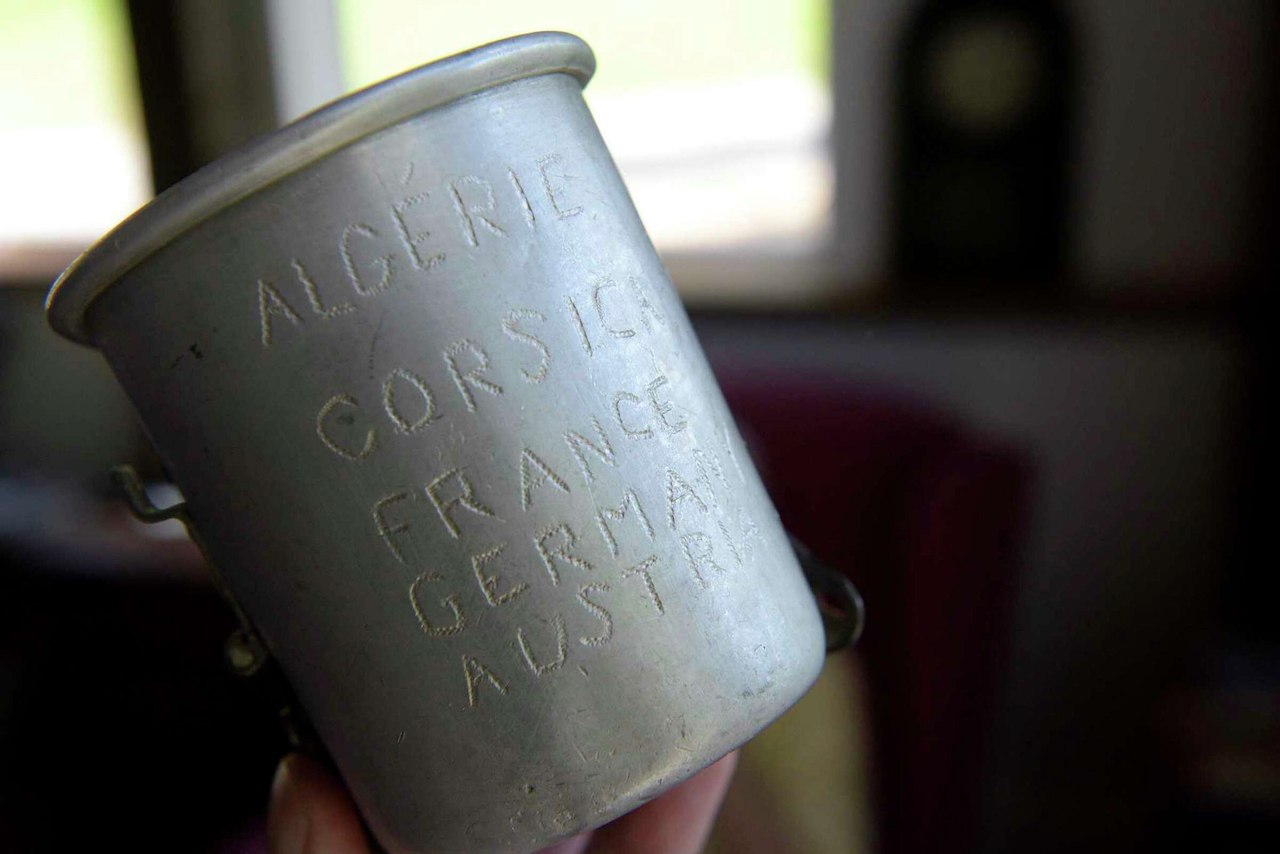 ALGÉRIE
CORSICA
FRANCE
GERMANY
AUSTRIA